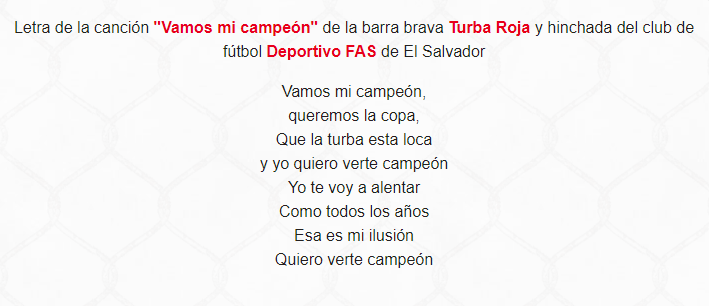 Letra de la canción "Vamos mi campeón" de la barra brava Turba Roja y hinchada del club de
fútbol Deportivo FAS de El Salvador
Vamos mi campeón,
queremos la copa,
Que la turba esta loca
y yo quiero verte campeón
Yo te voy a alentar
Como todos los años
Esa es mi ilusión
Quiero verte campeón